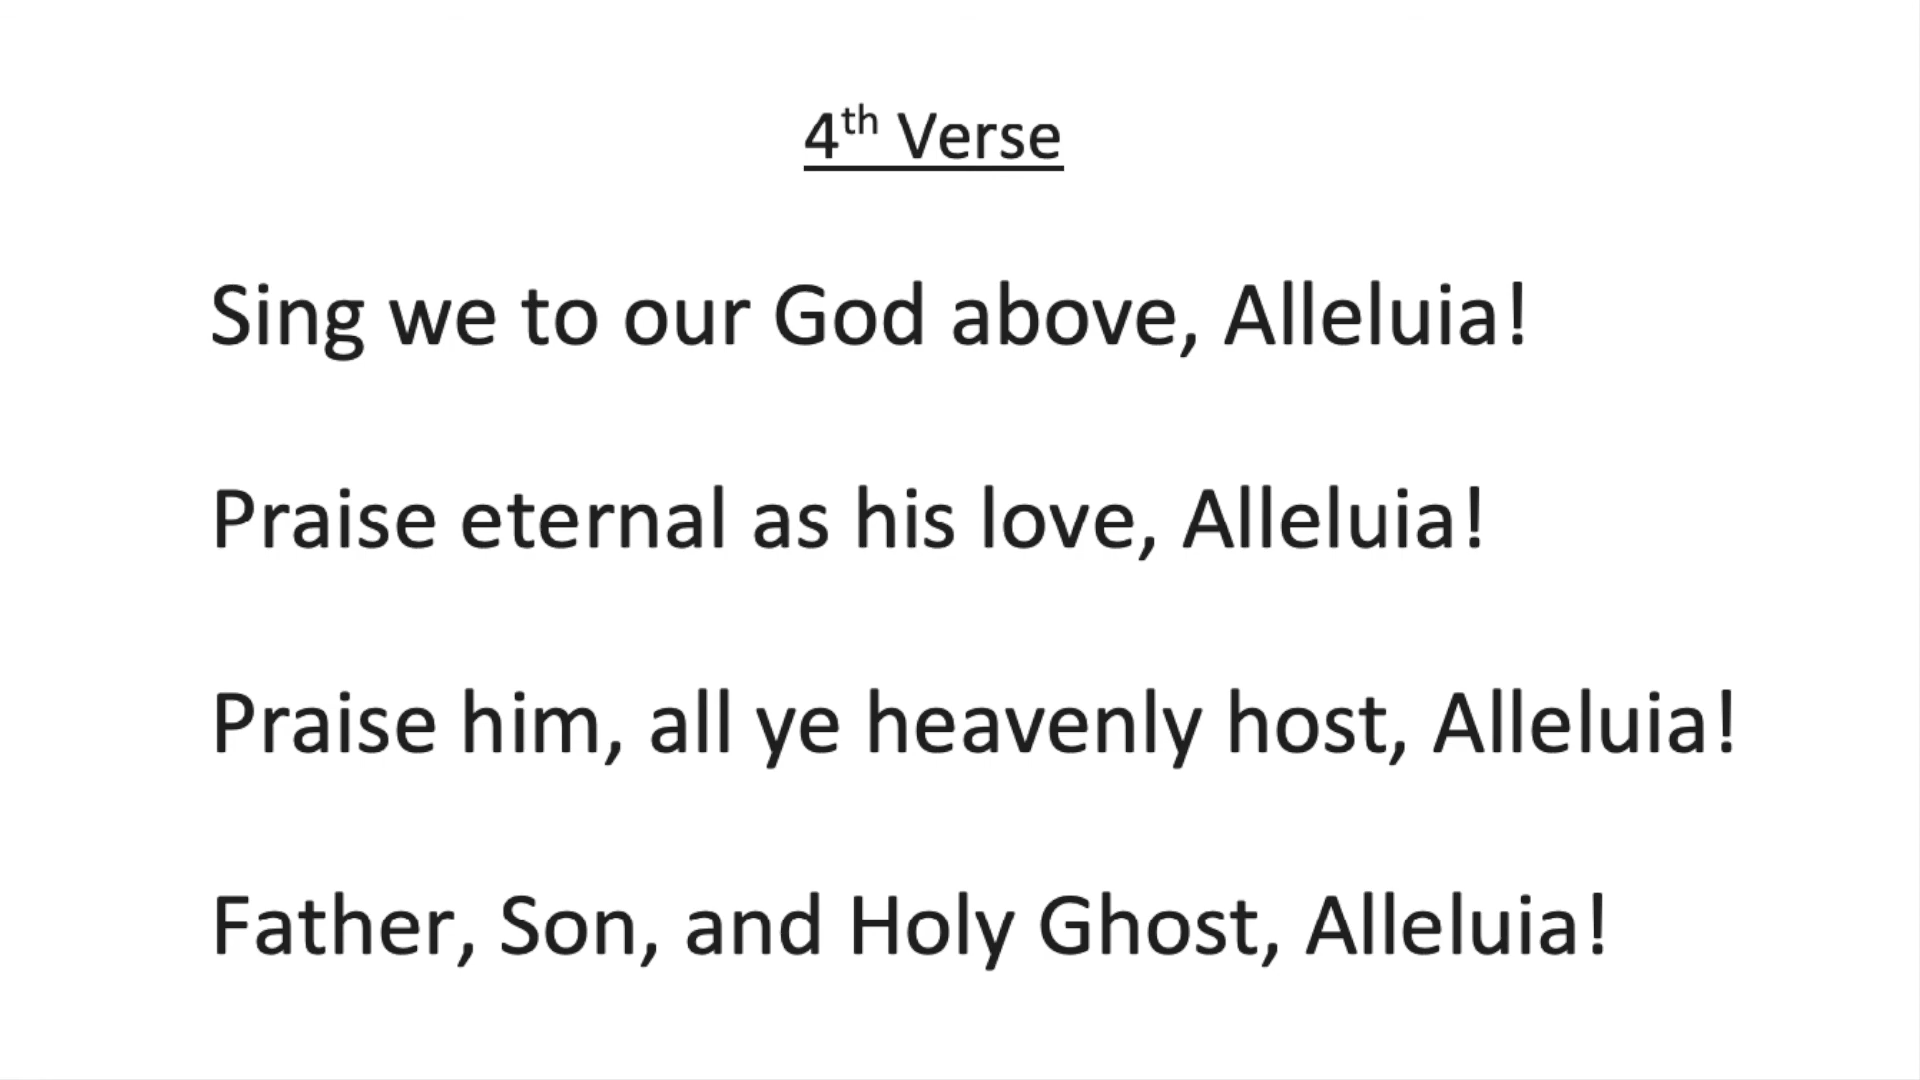 4th Verse
Sing we to our God above, Alleluia!
Praise eternal as his love, Alleluia!
Praise him, all ye heavenly host, Alleluia!
Father, Son, and Holy Ghost, Alleluia!